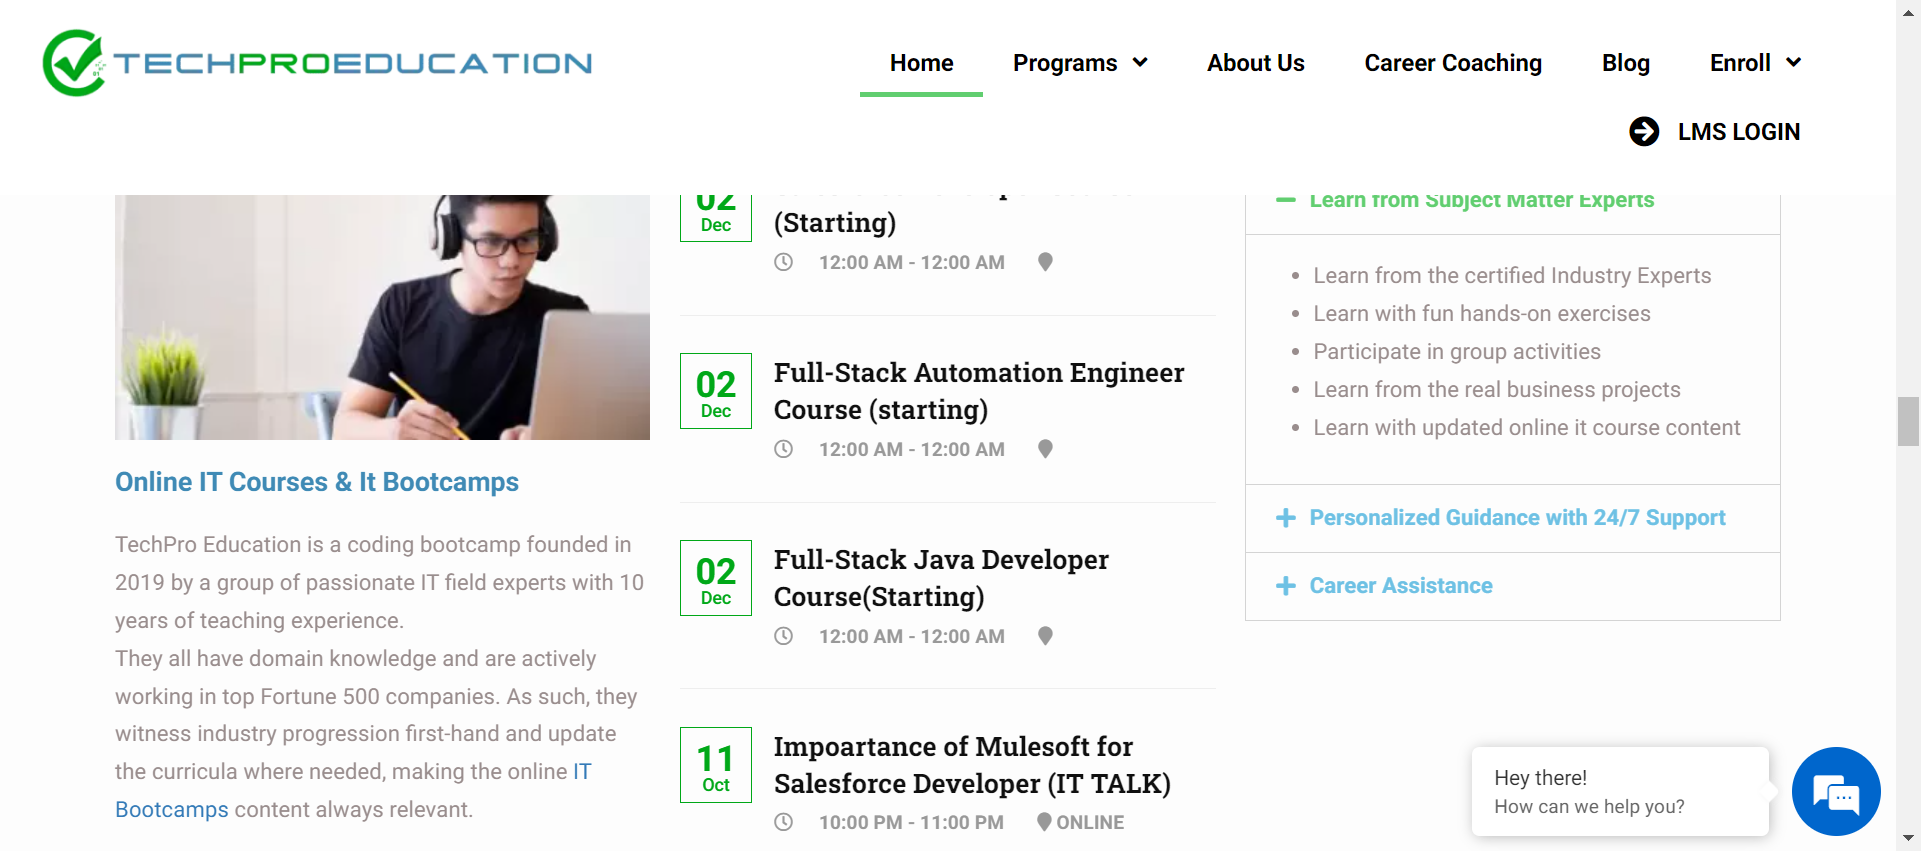 TECHPROEDUCATION
Home
Programs
About Us
Career Coaching
Blog
Enroll
LMS LOGIN
Online IT Courses & It Bootcamps
TechPro Education is a coding bootcamp founded in
2019 by a group of passionate IT field experts with 10
years of teaching experience.
They all have domain knowledge and are actively
working in top Fortune 500 companies. As such, they
witness industry progression first-hand and update
the curricula where needed, making the online IT
Bootcamps content always relevant.
02
Dec
(Starting)
12:00 AM - 12:00 AM
02
Dec
Full-Stack Automation Engineer
Course (starting)
12:00 AM - 12:00 AM
02
Dec
Full-Stack Java Developer
Course(Starting)
12:00 AM - 12:00 AM
11
Oct
Impoartance of Mulesoft for
Salesforce Developer (IT TALK)
10:00 PM - 11:00 PM
ONLINE
Learn from Subject Matter Experts
Learn from the certified Industry Experts
Learn with fun hands-on exercises
Participate in group activities
Learn from the real business projects
Learn with updated online it course content
Personalized Guidance with 24/7 Support
Career Assistance
Hey there!
How can we help you?